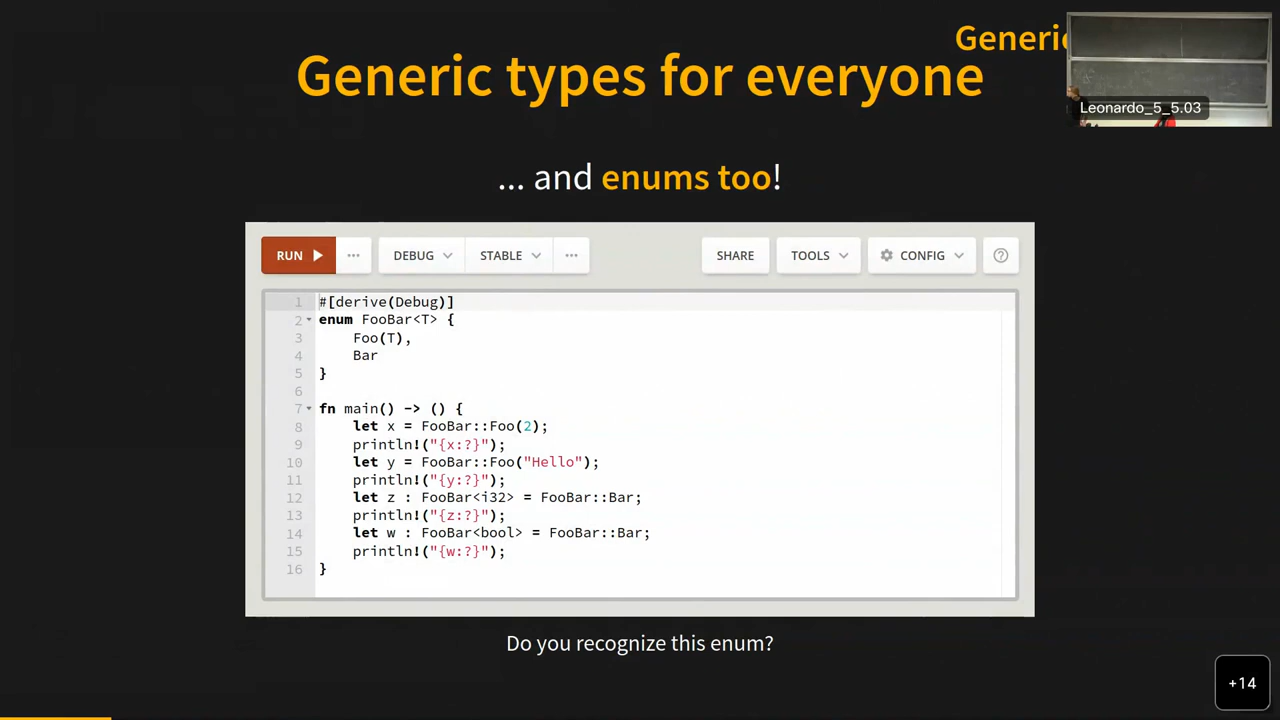 Generic
Generic types for everyone
Leonardo_5_5.03
... and enums too!
RUN ... DEBUG STABLE ... SHARE TOOLS CONFIG ?
1 #[derive(Debug)]
2 enum FooBar<T> {
3     Foo(T),
4     Bar
5 }
6
7 fn main() -> () {
8     let x = FooBar::Foo(2);
9     println!("{x:?}");
10     let y = FooBar::Foo("Hello");
11     println!("{y:?}");
12     let z : FooBar<i32> = FooBar::Bar;
13     println!("{z:?}");
14     let w : FooBar<bool> = FooBar::Bar;
15     println!("{w:?}");
16 }
Do you recognize this enum?
+14